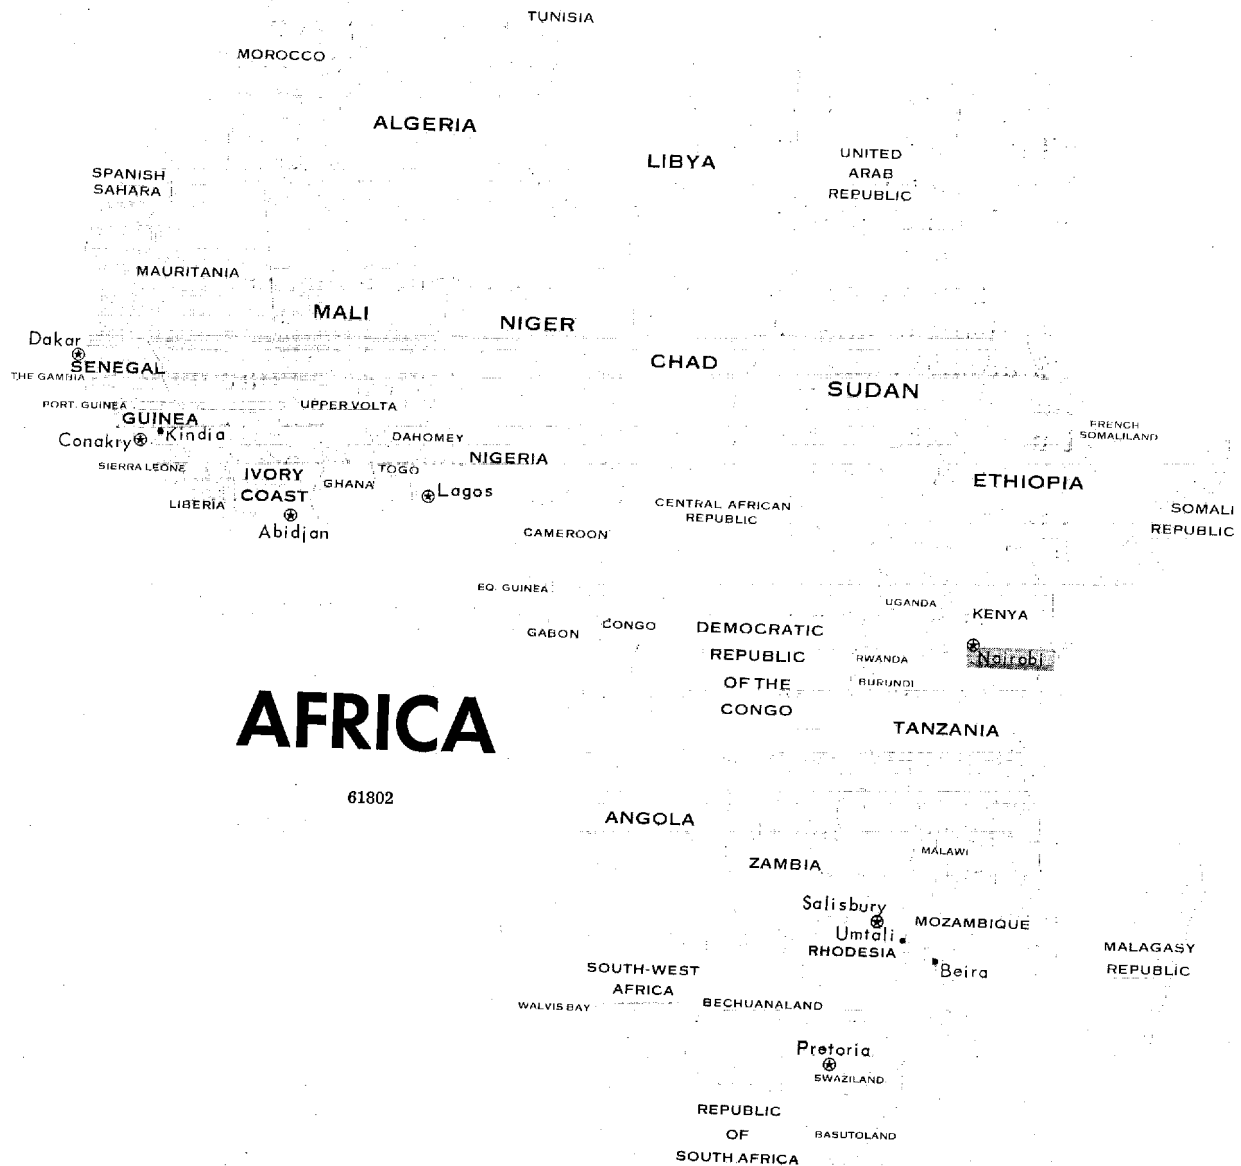 TUNISIA
MOROCCO
ALGERIA
LIBYA
UNITED
ARAB
REPUBLIC
SPANISH
SAHARA
MAURITANIA
MALI
NIGER
Dakar
CHAD
SENEGAL
THE GAMBIA
SUDAN
PORT. GUINEA
UPPER VOLTA
GUINEA
FRENCH
SOMALILAND
Kindia
Conakry
DAHOMEY
NIGERIA
SIERRA LEONE
TOGO
IVORY
COAST
GHANA
ETHIOPIA
Lagos
LIBERIA
CENTRAL AFRICAN
REPUBLIC
SOMALI
REPUBLIC
Abidjan
CAMEROON
EQ. GUINEA
UGANDA
KENYA
GABON
CONGO
DEMOCRATIC
REPUBLIC
OF THE
CONGO
RWANDA
Nairobi
BURUNDI
AFRICA
TANZANIA
61802
ANGOLA
MALAWI
ZAMBIA
Salisbury
MOZAMBIQUE
Umtali
RHODESIA
MALAGASY
REPUBLIC
SOUTH-WEST
AFRICA
Beira
WALVIS BAY
BECHUANALAND
Pretoria
SWAZILAND
REPUBLIC
OF
SOUTH AFRICA
BASUTOLAND